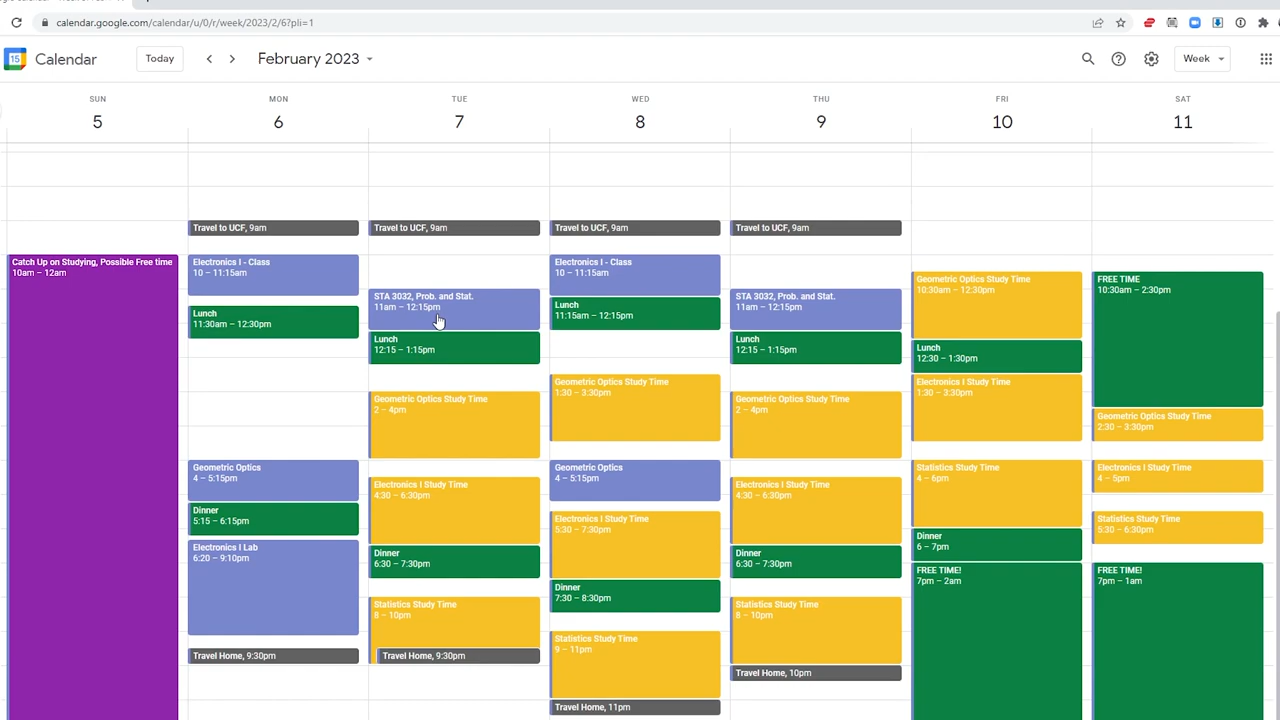 calendar.google.com/calendar/u/0/r/week/2023/2/6?pli=1
15
Calendar
Today
February 2023
Week
SUN
5
MON
6
TUE
7
WED
8
THU
9
FRI
10
SAT
11
Catch Up on Studying, Possible Free time
10am – 12am
Travel to UCF, 9am
Electronics I - Class
10 – 11:15am
Lunch
11:30am – 12:30pm
Geometric Optics
4 – 5:15pm
Dinner
5:15 – 6:15pm
Electronics I Lab
6:20 – 9:10pm
Travel Home, 9:30pm
Travel to UCF, 9am
STA 3032, Prob. and Stat.
11am – 12:15pm
Lunch
12:15 – 1:15pm
Geometric Optics Study Time
2 – 4pm
Electronics I Study Time
4:30 – 6:30pm
Dinner
6:30 – 7:30pm
Statistics Study Time
8 – 10pm
Travel Home, 9:30pm
Travel to UCF, 9am
Electronics I - Class
10 – 11:15am
Lunch
11:15am – 12:15pm
Geometric Optics Study Time
1:30 – 3:30pm
Geometric Optics
4 – 5:15pm
Electronics I Study Time
5:30 – 7:30pm
Dinner
7:30 – 8:30pm
Statistics Study Time
9 – 11pm
Travel Home, 11pm
Travel to UCF, 9am
STA 3032, Prob. and Stat.
11am – 12:15pm
Lunch
12:15 – 1:15pm
Geometric Optics Study Time
2 – 4pm
Electronics I Study Time
4:30 – 6:30pm
Dinner
6:30 – 7:30pm
Statistics Study Time
8 – 10pm
Travel Home, 10pm
Geometric Optics Study Time
10:30am – 12:30pm
Lunch
12:30 – 1:30pm
Electronics I Study Time
1:30 – 3:30pm
Statistics Study Time
4 – 6pm
Dinner
6 – 7pm
FREE TIME!
7pm – 2am
FREE TIME
10:30am – 2:30pm
Geometric Optics Study Time
2:30 – 3:30pm
Electronics I Study Time
4 – 5pm
Statistics Study Time
5:30 – 6:30pm
FREE TIME!
7pm – 1am